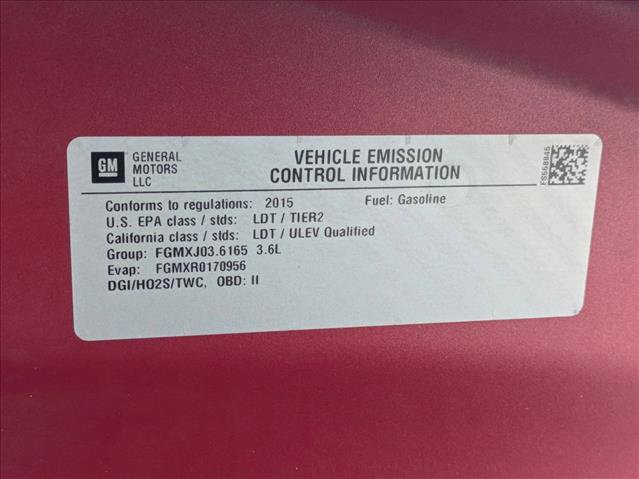 GM
GENERAL
MOTORS
LLC
VEHICLE EMISSION
CONTROL INFORMATION
FS558846
Conforms to regulations: 2015 Fuel: Gasoline
U.S. EPA class / stds: LDT / TIER2
California class / stds: LDT / ULEV Qualified
Group: FGMXJ03.6165 3.6L
Evap: FGMXR0170956
DGI/HO2S/TWC, OBD: II